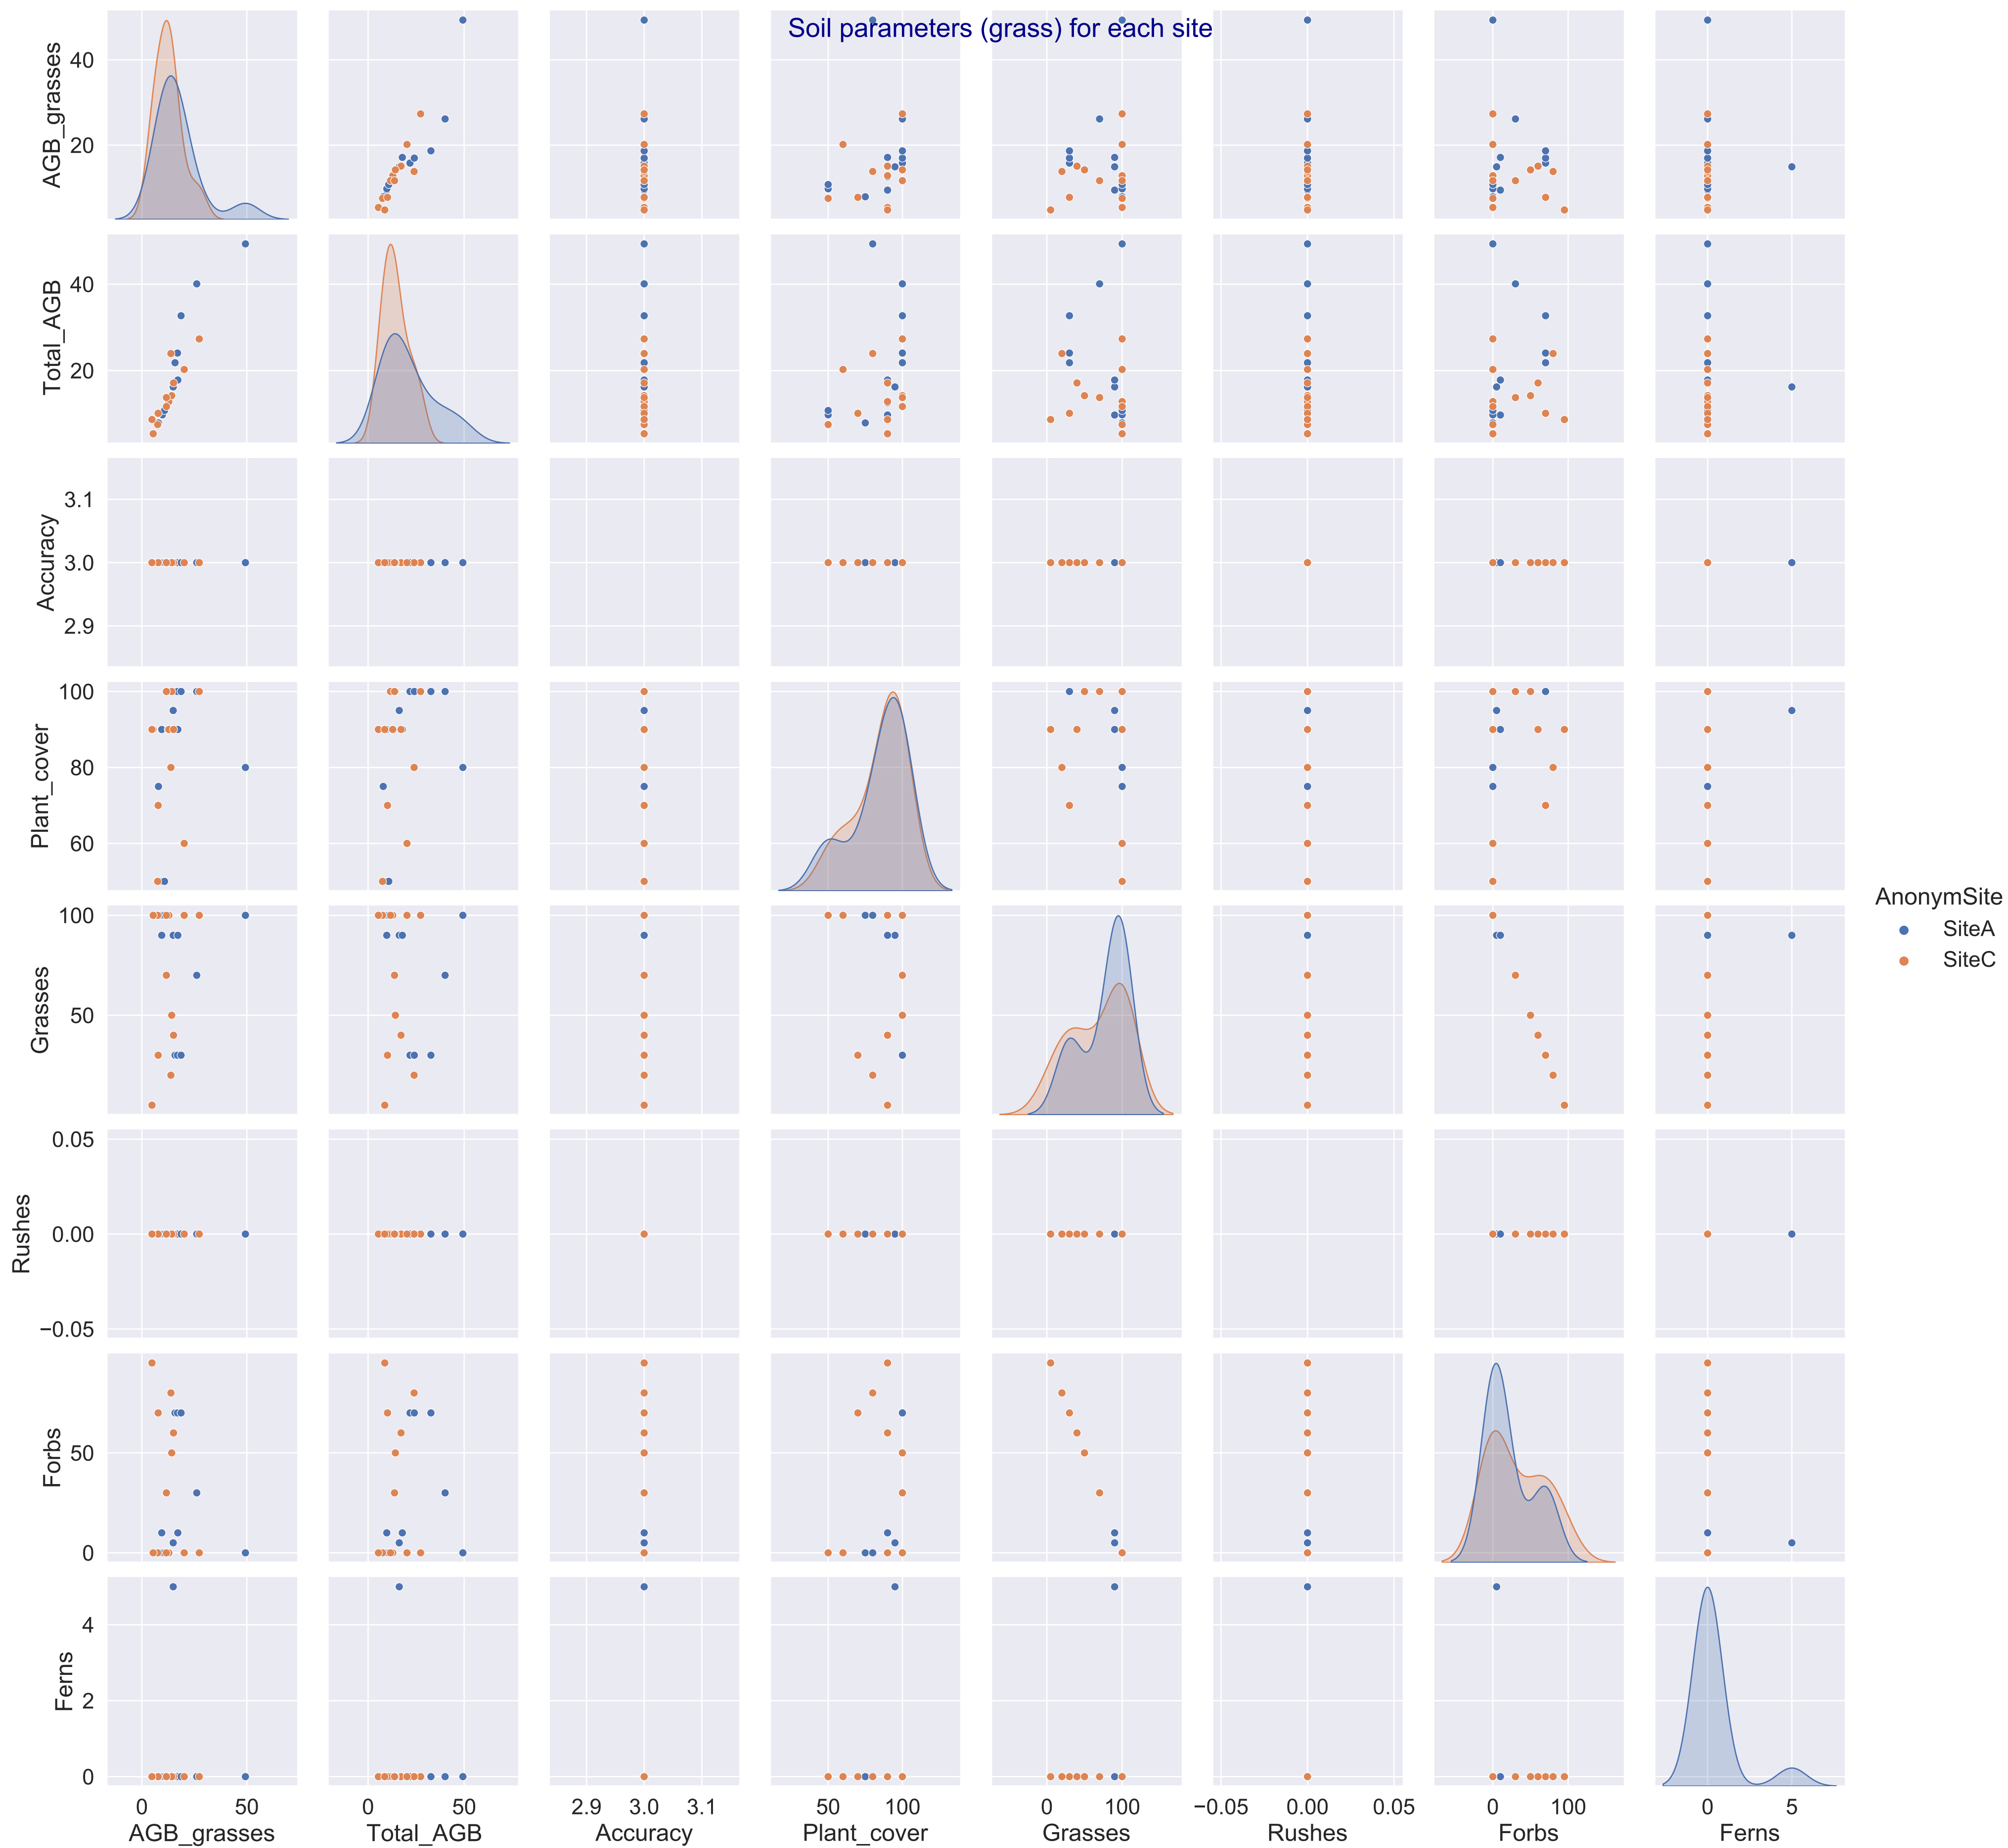 Soil parameters (grass) for each site
AGB_grasses
40
20
Total_AGB
40
20
Accuracy
3.1
3.0
2.9
Plant_cover
100
80
60
Grasses
100
50
Rushes
0.05
0.00
−0.05
Forbs
50
0
Ferns
4
2
0
0 50 0 50 2.9 3.0 3.1 50 100 0 100 −0.05 0.00 0.05 0 100 0 5
AGB_grasses Total_AGB Accuracy Plant_cover Grasses Rushes Forbs Ferns
AnonymSite
SiteA
SiteC